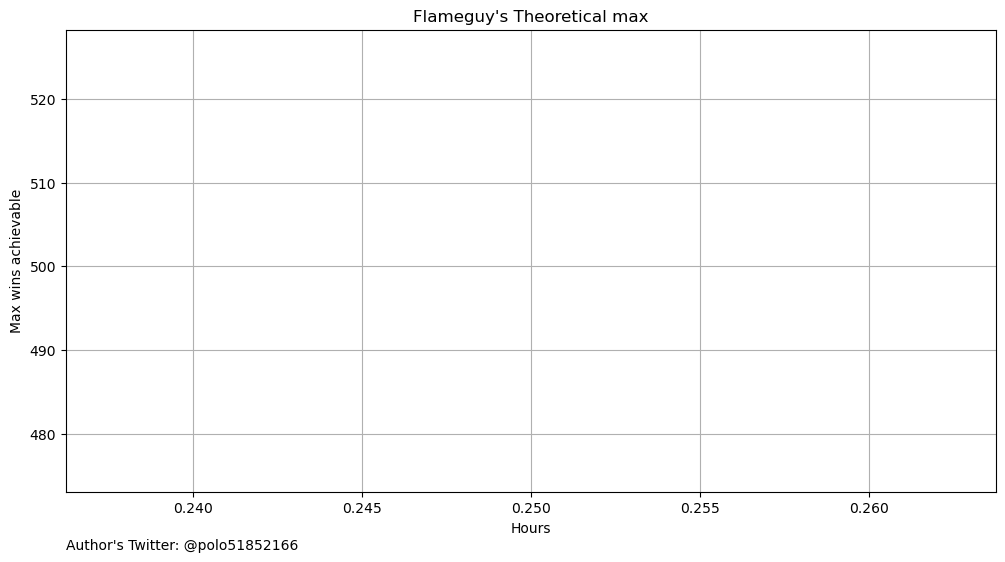 Flameguy's Theoretical max
520
510
500
490
480
Max wins achievable
0.240 0.245 0.250 0.255 0.260
Hours
Author's Twitter: @polo51852166